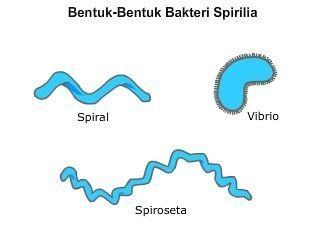 Bentuk-Bentuk Bakteri Spirilia
Spiral
Vibrio
Spiroseta